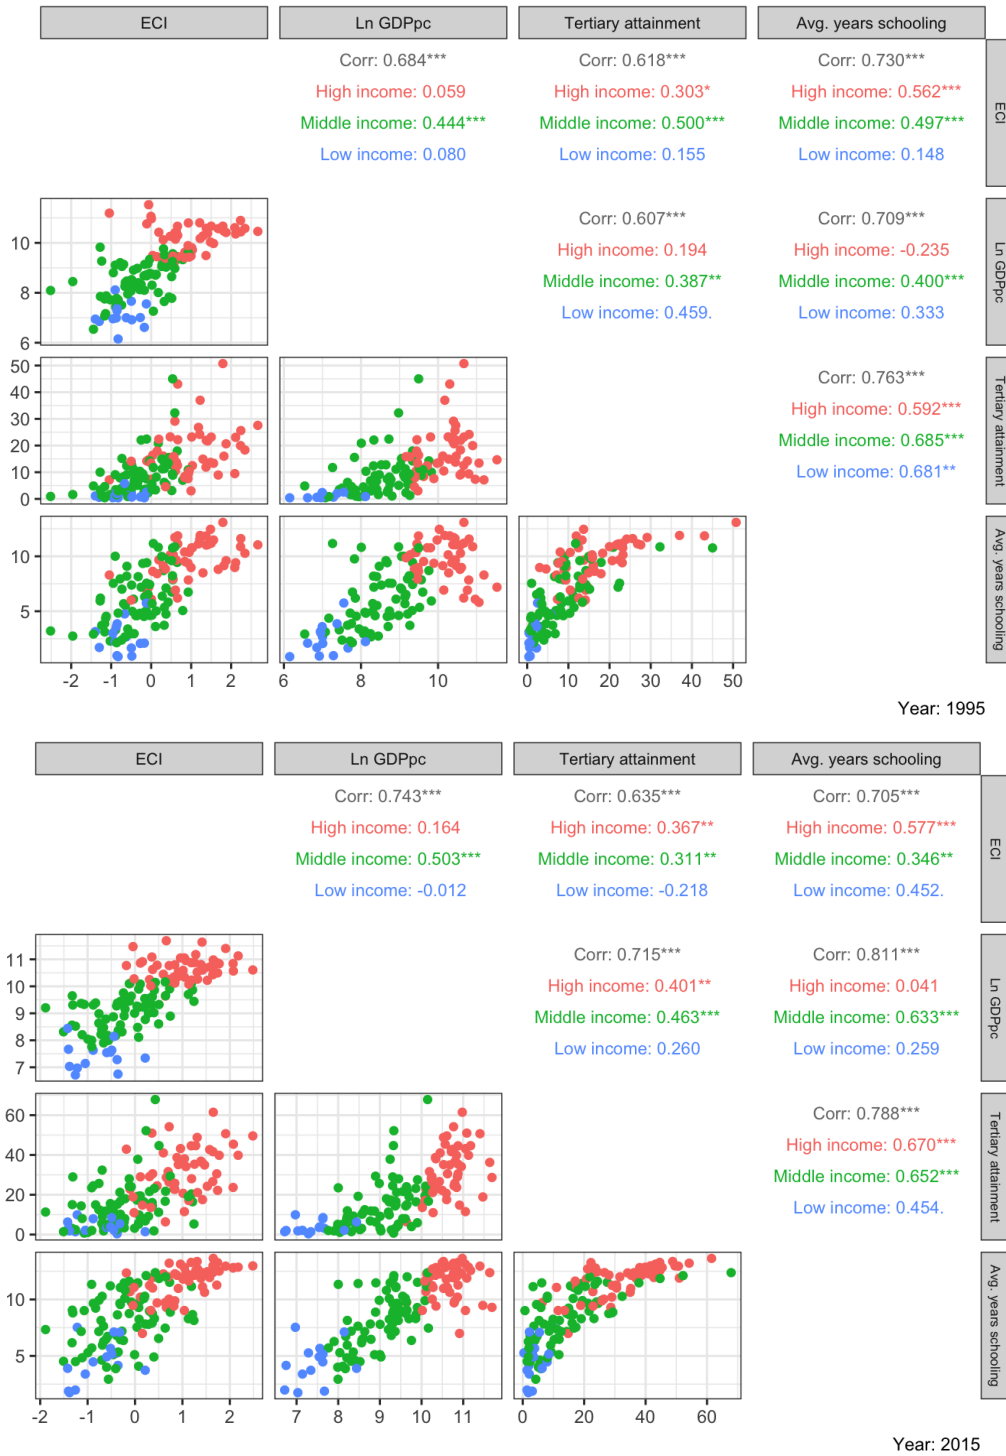 ECI Ln GDPpc Tertiary attainment Avg. years schooling
Corr: 0.684*** Corr: 0.618*** Corr: 0.730***
High income: 0.059 High income: 0.303* High income: 0.562***
Middle income: 0.444*** Middle income: 0.500*** Middle income: 0.497***
Low income: 0.080 Low income: 0.155 Low income: 0.148
ECI
Corr: 0.607*** Corr: 0.709***
High income: 0.194 High income: -0.235
Middle income: 0.387** Middle income: 0.400***
Low income: 0.459. Low income: 0.333
Ln GDPpc
10
8
6
Corr: 0.763***
High income: 0.592***
Middle income: 0.685***
Low income: 0.681**
Tertiary attainment
50
40
30
20
10
0
Avg. years schooling
10
5
-2 -1 0 1 2 6 8 10 0 10 20 30 40 50
Year: 1995
ECI Ln GDPpc Tertiary attainment Avg. years schooling
Corr: 0.743*** Corr: 0.635*** Corr: 0.705***
High income: 0.164 High income: 0.367** High income: 0.577***
Middle income: 0.503*** Middle income: 0.311** Middle income: 0.346**
Low income: -0.012 Low income: -0.218 Low income: 0.452.
ECI
Corr: 0.715*** Corr: 0.811***
High income: 0.401** High income: 0.041
Middle income: 0.463*** Middle income: 0.633***
Low income: 0.260 Low income: 0.259
Ln GDPpc
11
10
9
8
7
Corr: 0.788***
High income: 0.670***
Middle income: 0.652***
Low income: 0.454.
Tertiary attainment
60
40
20
0
Avg. years schooling
10
5
-2 -1 0 1 2 7 8 9 10 11 0 20 40 60
Year: 2015